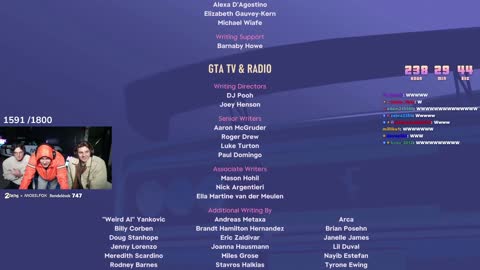 Alexa D'Agostino
Elizabeth Gauvey-Kern
Michael Wiafe
Writing Support
Barnaby Howe
GTA TV & RADIO
Writing Directors
DJ Pooh
Joey Henson
Senior Writers
Aaron McGruder
Roger Drew
Luke Turton
Paul Domingo
Associate Writers
Mason Hohil
Nick Argentieri
Ella Martine van der Meulen
Additional Writing By
"Weird Al" Yankovic
Billy Corben
Doug Stanhope
Jenny Lorenzo
Meredith Scardino
Rodney Barnes
Andreas Metaxa
Brandt Hamilton Hernandez
Eric Zaldivar
Joanna Hausmann
Miles Grose
Stavros Halkias
Arca
Brian Posehn
Janelle James
Lil Duval
Nayib Estefan
Tyrone Ewing
238 29 44
1591 /1800
747